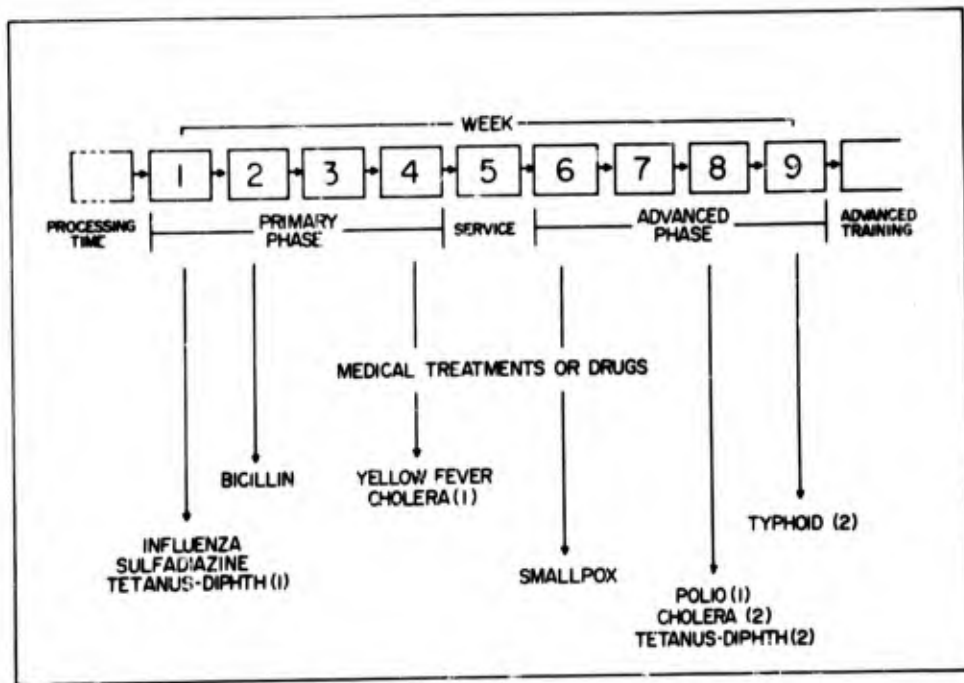 WEEK
1 2 3 4 5 6 7 8 9
PROCESSING
TIME
PRIMARY
PHASE
SERVICE
ADVANCED
PHASE
ADVANCED
TRAINING
MEDICAL TREATMENTS OR DRUGS
BICILLIN
YELLOW FEVER
CHOLERA (1)
TYPHOID (2)
INFLUENZA
SULFADIAZINE
TETANUS-DIPHTH (1)
SMALLPOX
POLIO (1)
CHOLERA (2)
TETANUS-DIPHTH (2)